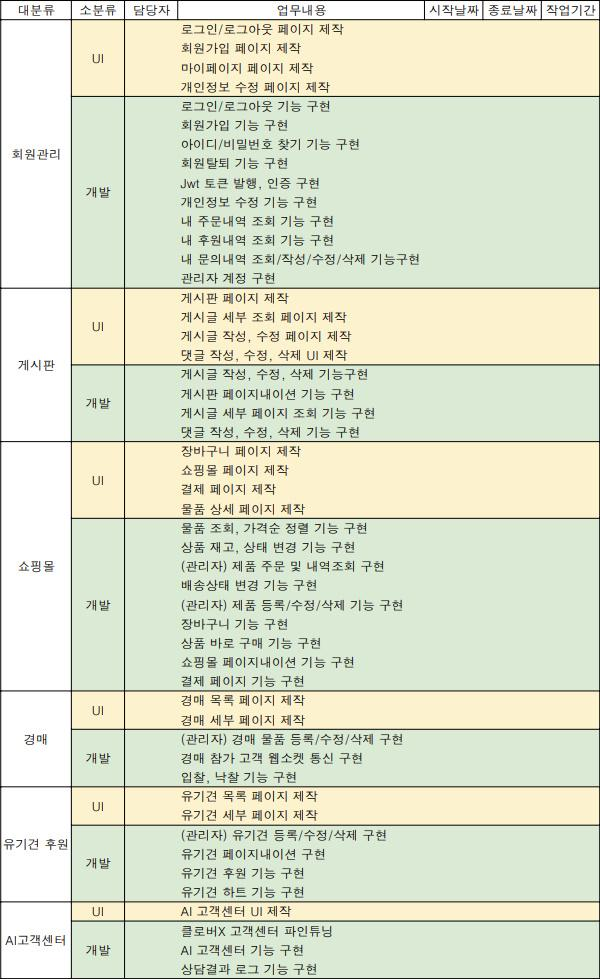 대분류 소분류 담당자 업무내용 시작날짜 종료날짜 작업기간
회원관리
UI
로그인/로그아웃 페이지 제작
회원가입 페이지 제작
마이페이지 페이지 제작
개인정보 수정 페이지 제작
개발
로그인/로그아웃 기능 구현
회원가입 기능 구현
아이디/비밀번호 찾기 기능 구현
회원탈퇴 기능 구현
Jwt 토큰 발행, 인증 구현
개인정보 수정 기능 구현
내 주문내역 조회 기능 구현
내 후원내역 조회 기능 구현
내 문의내역 조회/작성/수정/삭제 기능구현
관리자 계정 구현
게시판
UI
게시판 페이지 제작
게시글 세부 조회 페이지 제작
게시글 작성, 수정 페이지 제작
댓글 작성, 수정, 삭제 UI 제작
개발
게시글 작성, 수정, 삭제 기능구현
게시판 페이지내이션 기능 구현
게시글 세부 페이지 조회 기능 구현
댓글 작성, 수정, 삭제 기능 구현
쇼핑몰
UI
장바구니 페이지 제작
쇼핑몰 페이지 제작
결제 페이지 제작
물품 상세 페이지 제작
개발
물품 조회, 가격순 정렬 기능 구현
상품 재고, 상태 변경 기능 구현
(관리자) 제품 주문 및 내역조회 구현
배송상태 변경 기능 구현
(관리자) 제품 등록/수정/삭제 기능 구현
장바구니 기능 구현
상품 바로 구매 기능 구현
쇼핑몰 페이지내이션 기능 구현
결제 페이지 기능 구현
경매
UI
경매 목록 페이지 제작
경매 세부 페이지 제작
개발
(관리자) 경매 물품 등록/수정/삭제 구현
경매 참가 고객 웹소켓 통신 구현
입찰, 낙찰 기능 구현
유기견 후원
UI
유기견 목록 페이지 제작
유기견 세부 페이지 제작
개발
(관리자) 유기견 등록/수정/삭제 구현
유기견 페이지내이션 구현
유기견 후원 기능 구현
유기견 하트 기능 구현
AI고객센터
UI
AI 고객센터 UI 제작
개발
클로버X 고객센터 파인튜닝
AI 고객센터 기능 구현
상담결과 로그 기능 구현